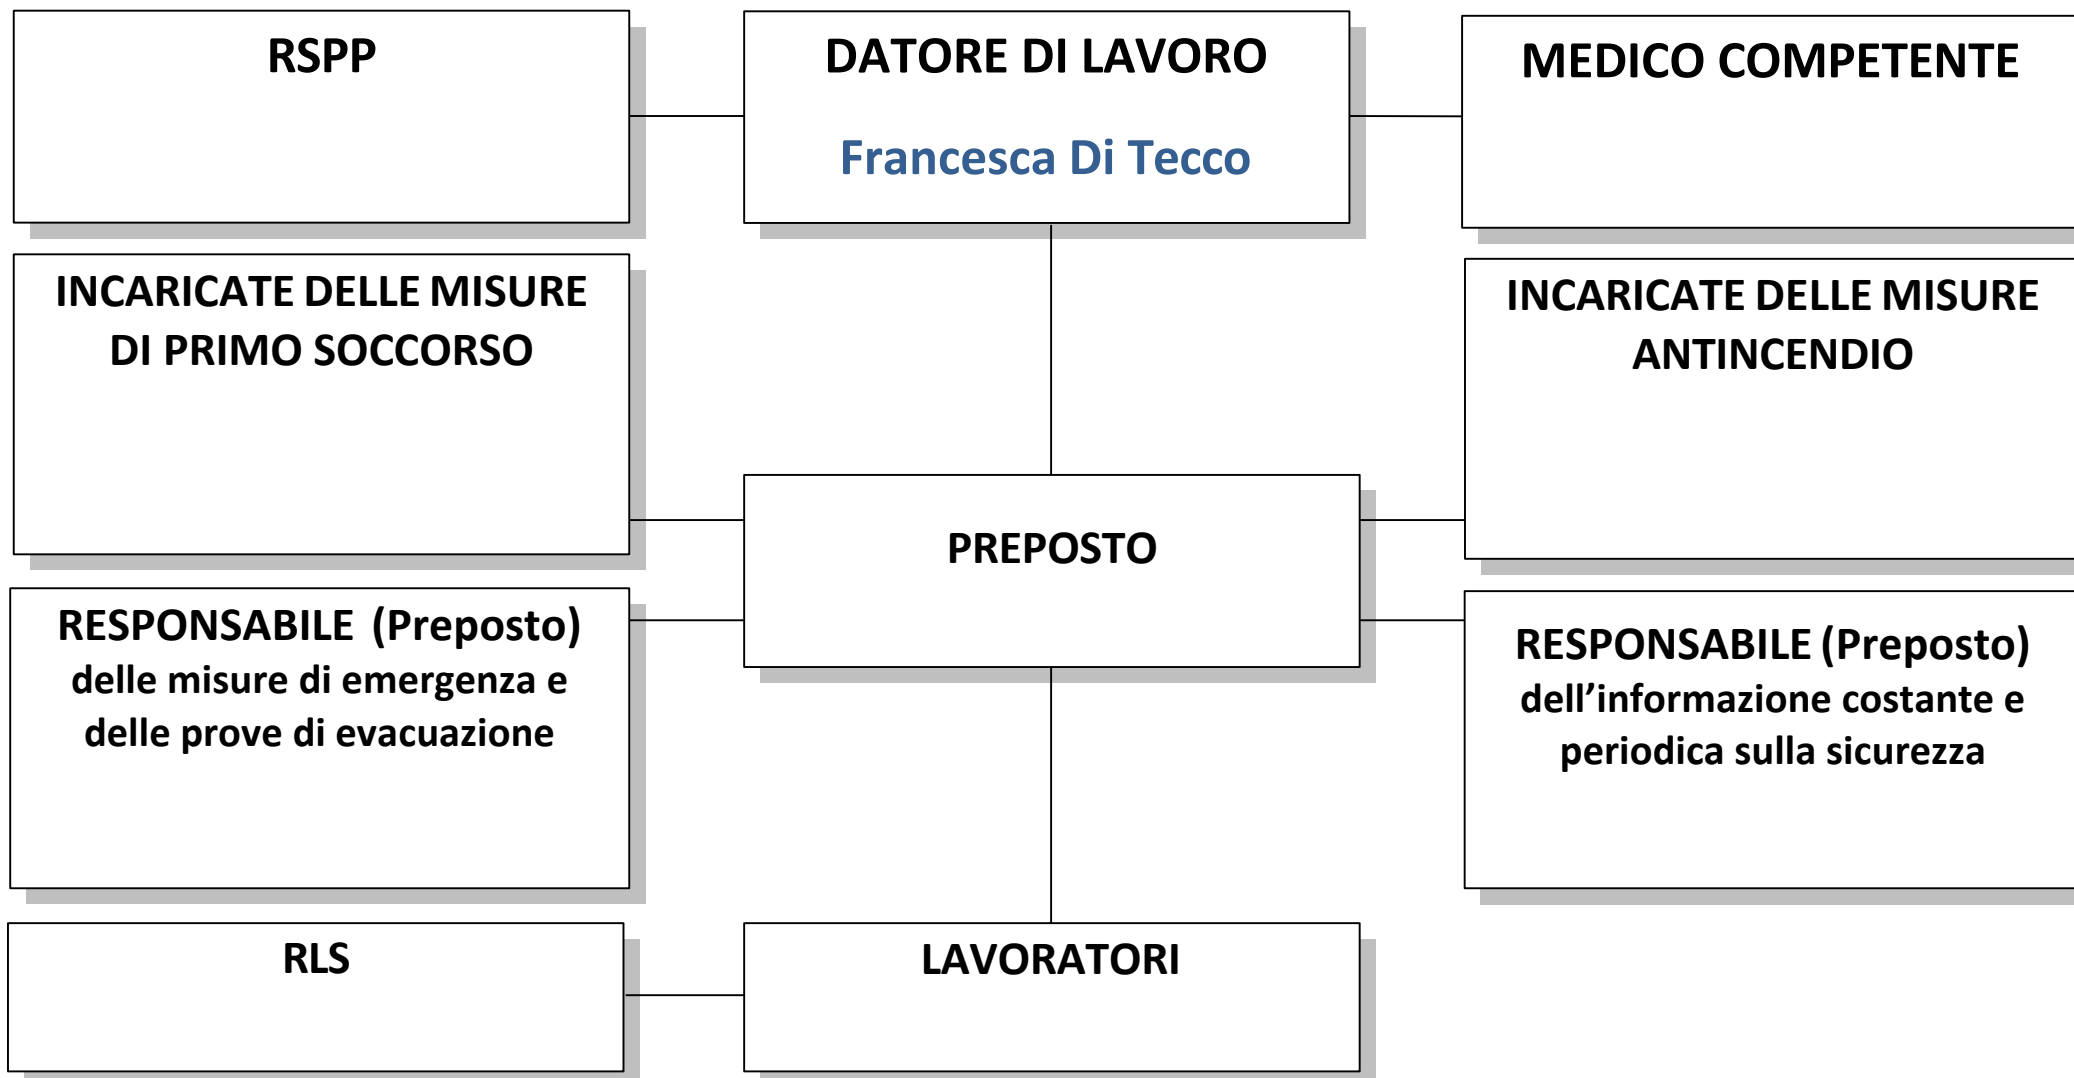 RSPP
DATORE DI LAVORO
Francesca Di Tecco
MEDICO COMPETENTE
INCARICATE DELLE MISURE
DI PRIMO SOCCORSO
INCARICATE DELLE MISURE
ANTINCENDIO
PREPOSTO
RESPONSABILE (Preposto)
delle misure di emergenza e
delle prove di evacuazione
RESPONSABILE (Preposto)
dell’informazione costante e
periodica sulla sicurezza
RLS
LAVORATORI